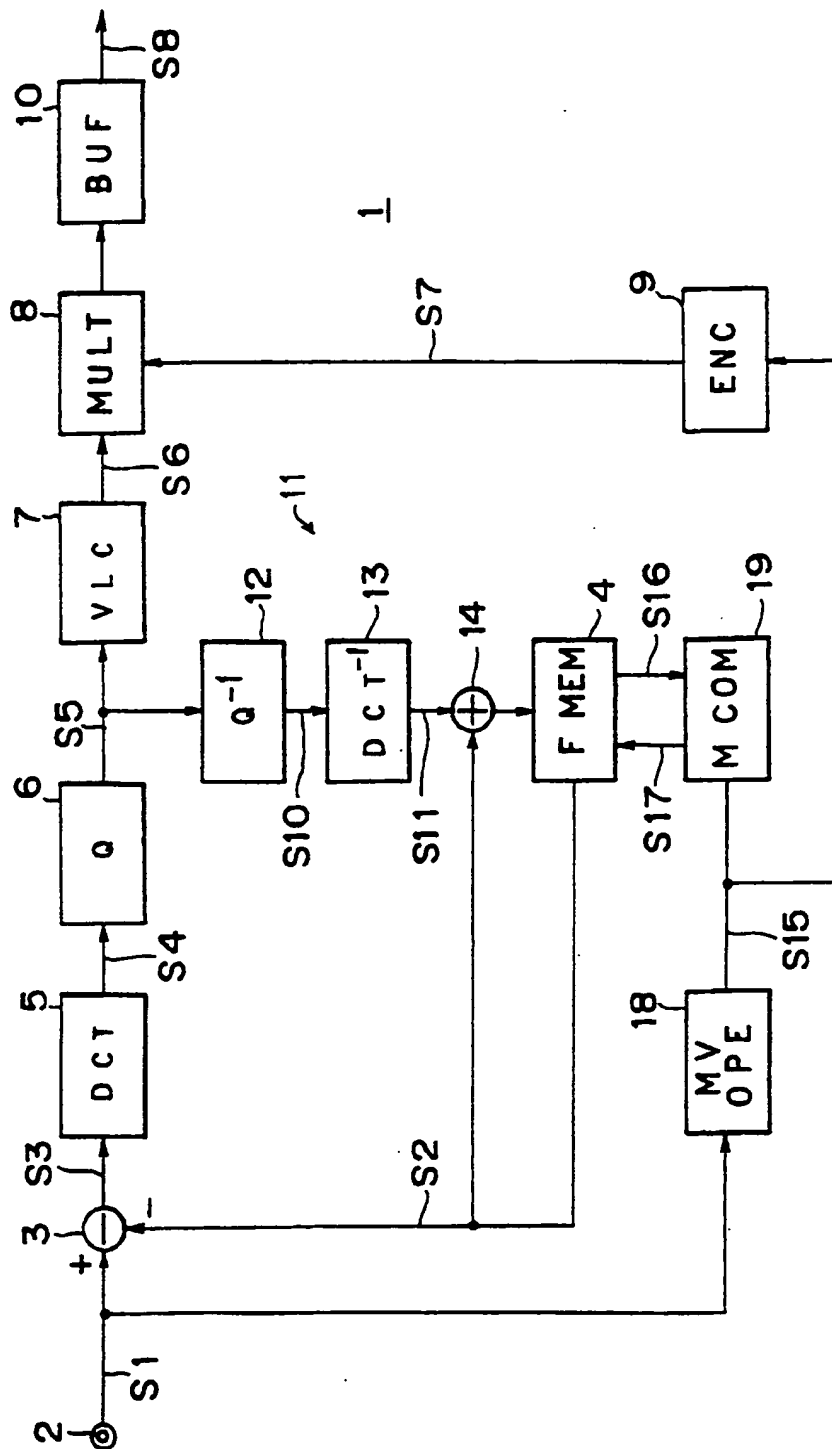 2
S1
+
3
-
S3
5
DCT
S4
6
Q
S5
7
VLC
S6
8
MULT
10
BUF
S8
1
S7
9
ENC
11
12
Q⁻¹
S10
13
DCT⁻¹
S11
14
S2
4
F MEM
S16
S17
19
M COM
18
MV
OPE
S15